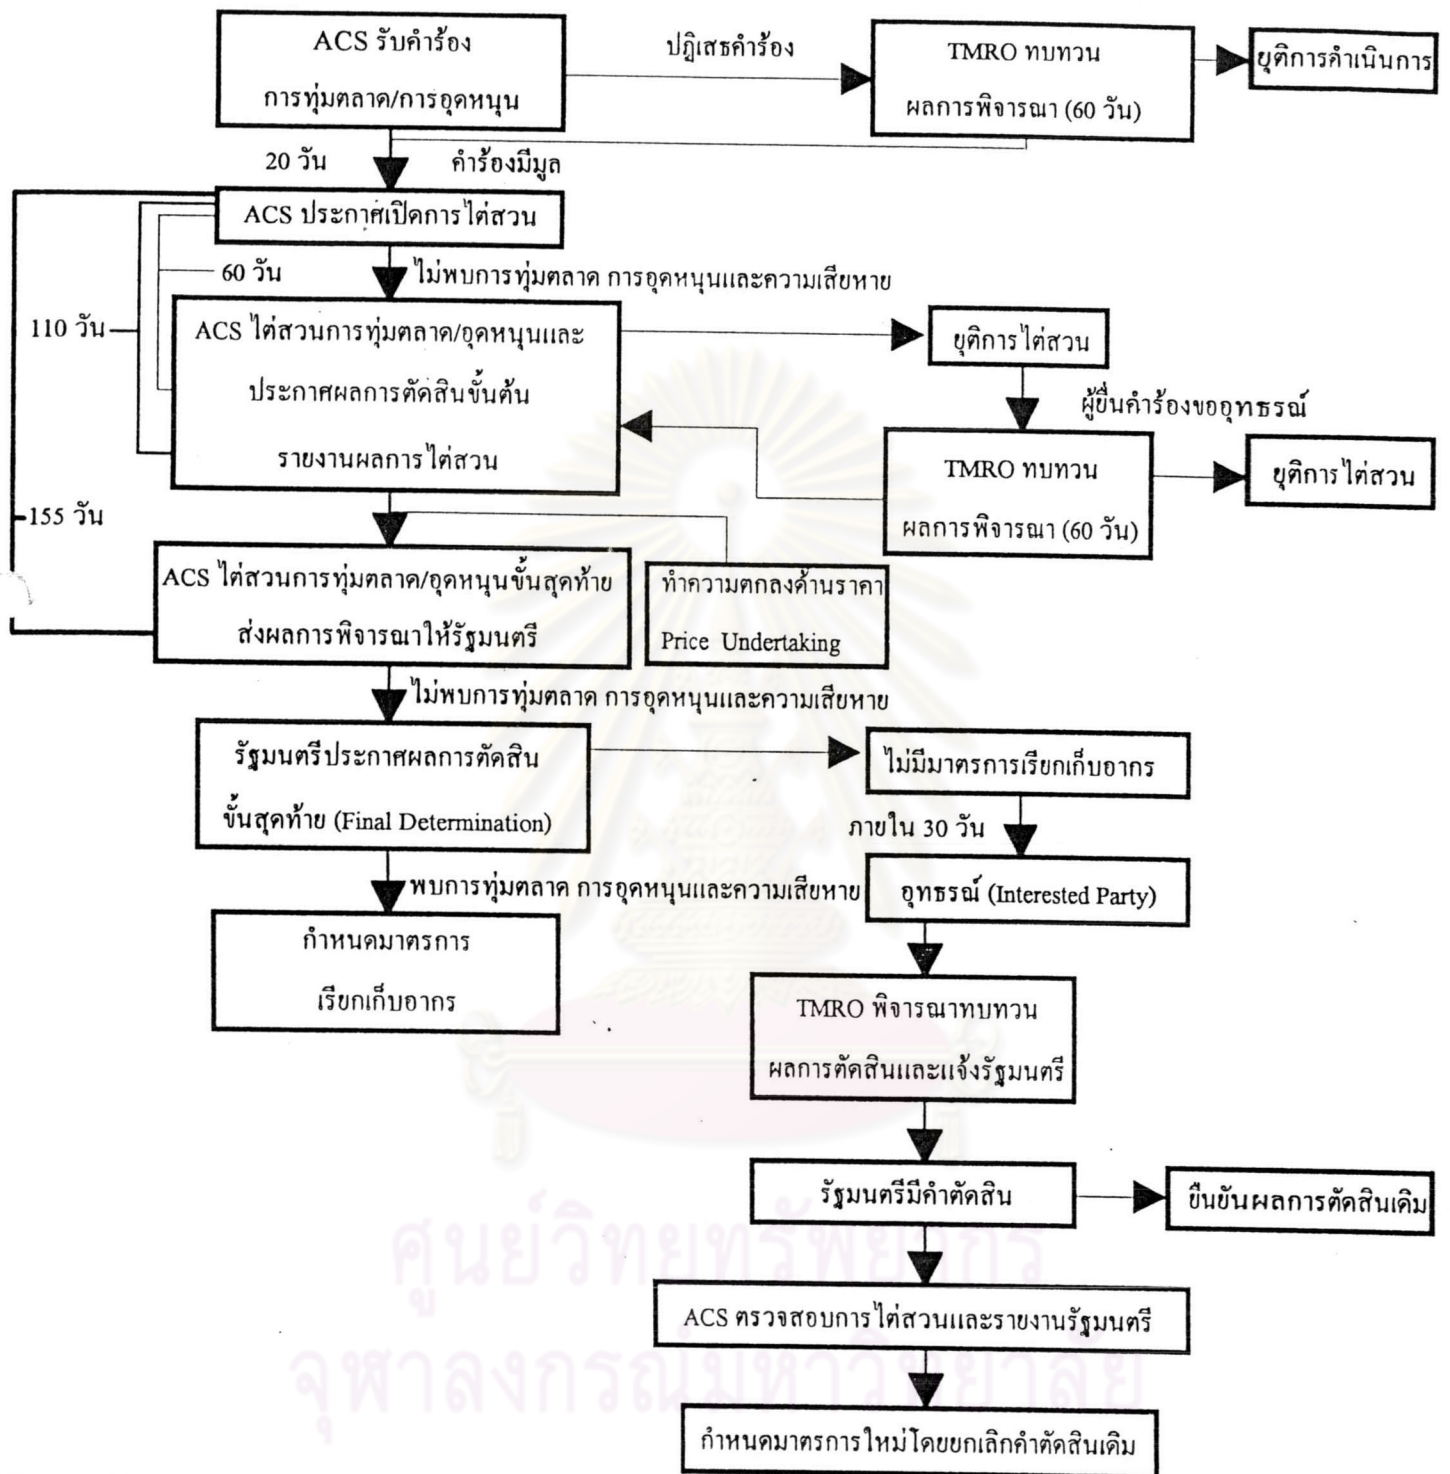 ACS รับคำร้อง
การทุ่มตลาด/การอุดหนุน
ปฎิเสธคำร้อง
TMRO ทบทวน
ผลการพิจารณา (60 วัน)
ยุติการดำเนินการ
20 วัน
คำร้องมีมูล
ACS ประกาศเปิดการไต่สวน
60 วัน
ไม่พบการทุ่มตลาด การอุดหนุนและความเสียหาย
110 วัน
ACS ไต่สวนการทุ่มตลาด/อุดหนุนและ
ประกาศผลการตัดสินขั้นต้น
รายงานผลการไต่สวน
ยุติการไต่สวน
ผู้ยื่นคำร้องขออุทธรณ์
TMRO ทบทวน
ผลการพิจารณา (60 วัน)
ยุติการไต่สวน
155 วัน
ACS ไต่สวนการทุ่มตลาด/อุดหนุนขั้นสุดท้าย
ส่งผลการพิจารณาให้รัฐมนตรี
ทำความตกลงด้านราคา
Price Undertaking
ไม่พบการทุ่มตลาด การอุดหนุนและความเสียหาย
รัฐมนตรีประกาศผลการตัดสิน
ขั้นสุดท้าย (Final Determination)
ไม่มีมาตรการเรียกเก็บอากร
ภายใน 30 วัน
พบการทุ่มตลาด การอุดหนุนและความเสียหาย
อุทธรณ์ (Interested Party)
กำหนดมาตรการ
เรียกเก็บอากร
TMRO พิจารณาทบทวน
ผลการตัดสินและแจ้งรัฐมนตรี
รัฐมนตรีมีคำตัดสิน
ยืนยันผลการตัดสินเดิม
ACS ตรวจสอบการไต่สวนและรายงานรัฐมนตรี
กำหนดมาตรการใหม่โดยยกเลิกคำตัดสินเดิม
ศูนย์วิทยทรัพยากร
จุฬาลงกรณ์มหาวิทยาลัย